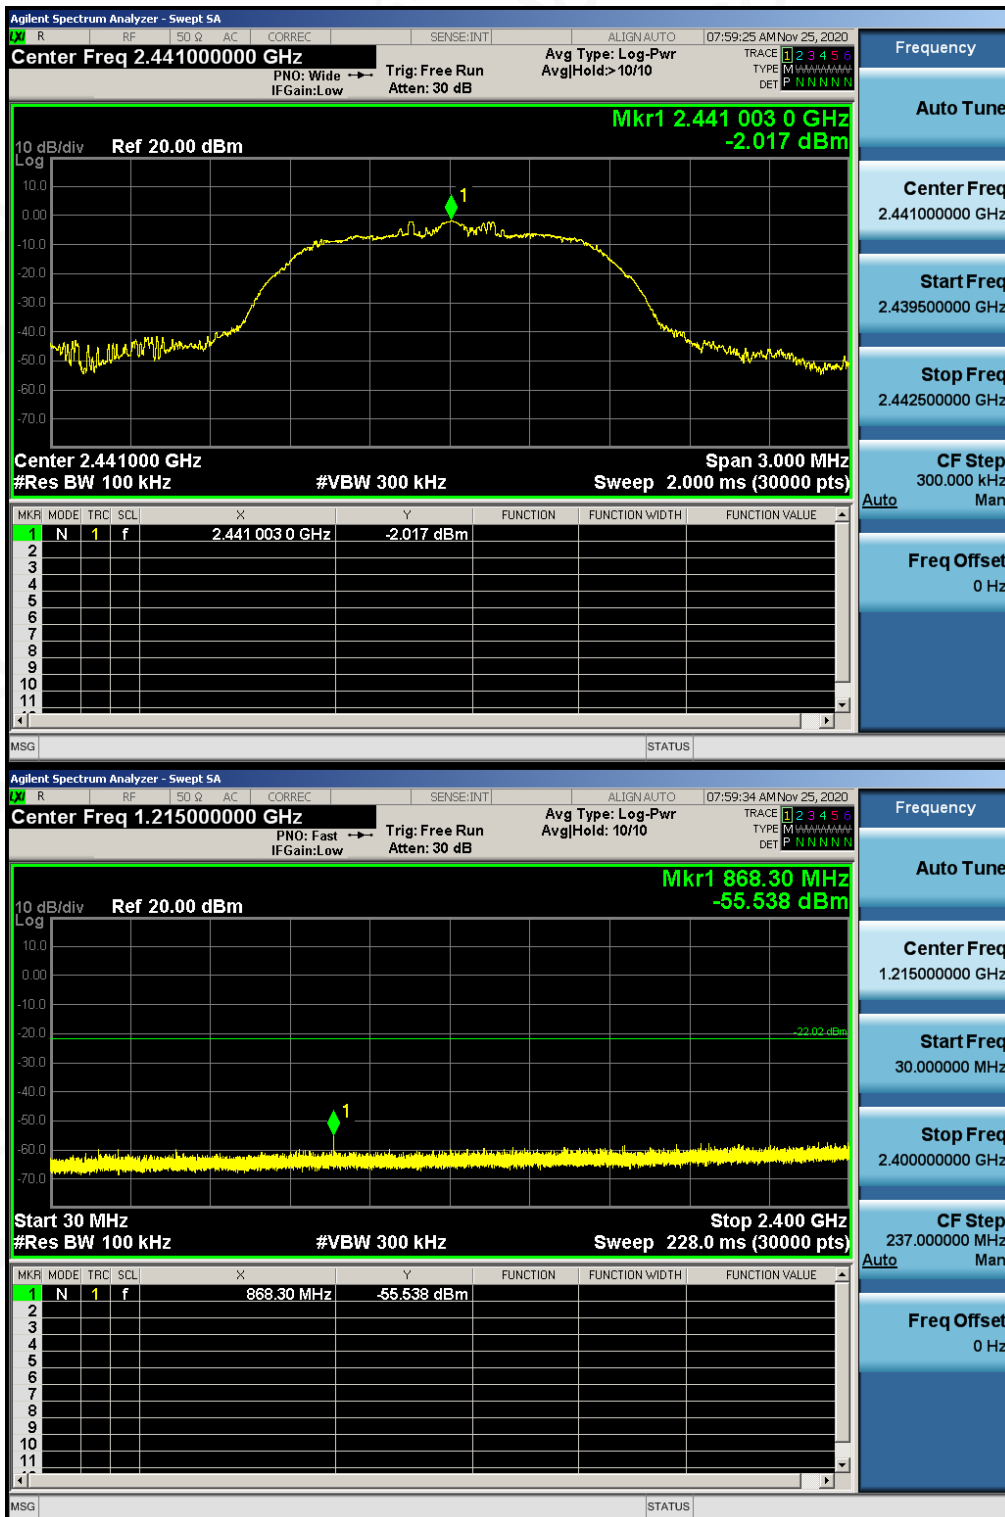 Agilent Spectrum Analyzer - Swept SA
LXI R RF 50 Ω AC CORREC SENSE:INT ALIGN AUTO 07:59:25 AM Nov 25, 2020
Center Freq 2.441000000 GHz
PNO: Wide
IFGain:Low
Trig: Free Run
Atten: 30 dB
Avg Type: Log-Pwr
Avg|Hold:> 10/10
TRACE 1 2 3 4 5 6
TYPE M
DET P N N N N N
Mkr1 2.441 003 0 GHz
-2.017 dBm
10 dB/div Ref 20.00 dBm
Log
10.0
0.00
-10.0
-20.0
-30.0
-40.0
-50.0
-60.0
-70.0
1
Center 2.441000 GHz Span 3.000 MHz
#Res BW 100 kHz #VBW 300 kHz Sweep 2.000 ms (30000 pts)
MKR MODE TRC SCL X Y FUNCTION FUNCTION WIDTH FUNCTION VALUE
1 N 1 f 2.441 003 0 GHz -2.017 dBm
2
3
4
5
6
7
8
9
10
11
MSG STATUS
Frequency
Auto Tune
Center Freq
2.441000000 GHz
Start Freq
2.439500000 GHz
Stop Freq
2.442500000 GHz
CF Step
300.000 kHz
Auto Man
Freq Offset
0 Hz
Agilent Spectrum Analyzer - Swept SA
LXI R RF 50 Ω AC CORREC SENSE:INT ALIGN AUTO 07:59:34 AM Nov 25, 2020
Center Freq 1.215000000 GHz
PNO: Fast
IFGain:Low
Trig: Free Run
Atten: 30 dB
Avg Type: Log-Pwr
Avg|Hold: 10/10
TRACE 1 2 3 4 5 6
TYPE M
DET P N N N N N
Mkr1 868.30 MHz
-55.538 dBm
10 dB/div Ref 20.00 dBm
Log
10.0
0.00
-10.0
-20.0
-30.0
-40.0
-50.0
-60.0
-70.0
-22.02 dBm
1
Start 30 MHz Stop 2.400 GHz
#Res BW 100 kHz #VBW 300 kHz Sweep 228.0 ms (30000 pts)
MKR MODE TRC SCL X Y FUNCTION FUNCTION WIDTH FUNCTION VALUE
1 N 1 f 868.30 MHz -55.538 dBm
2
3
4
5
6
7
8
9
10
11
MSG STATUS
Frequency
Auto Tune
Center Freq
1.215000000 GHz
Start Freq
30.000000 MHz
Stop Freq
2.400000000 GHz
CF Step
237.000000 MHz
Auto Man
Freq Offset
0 Hz